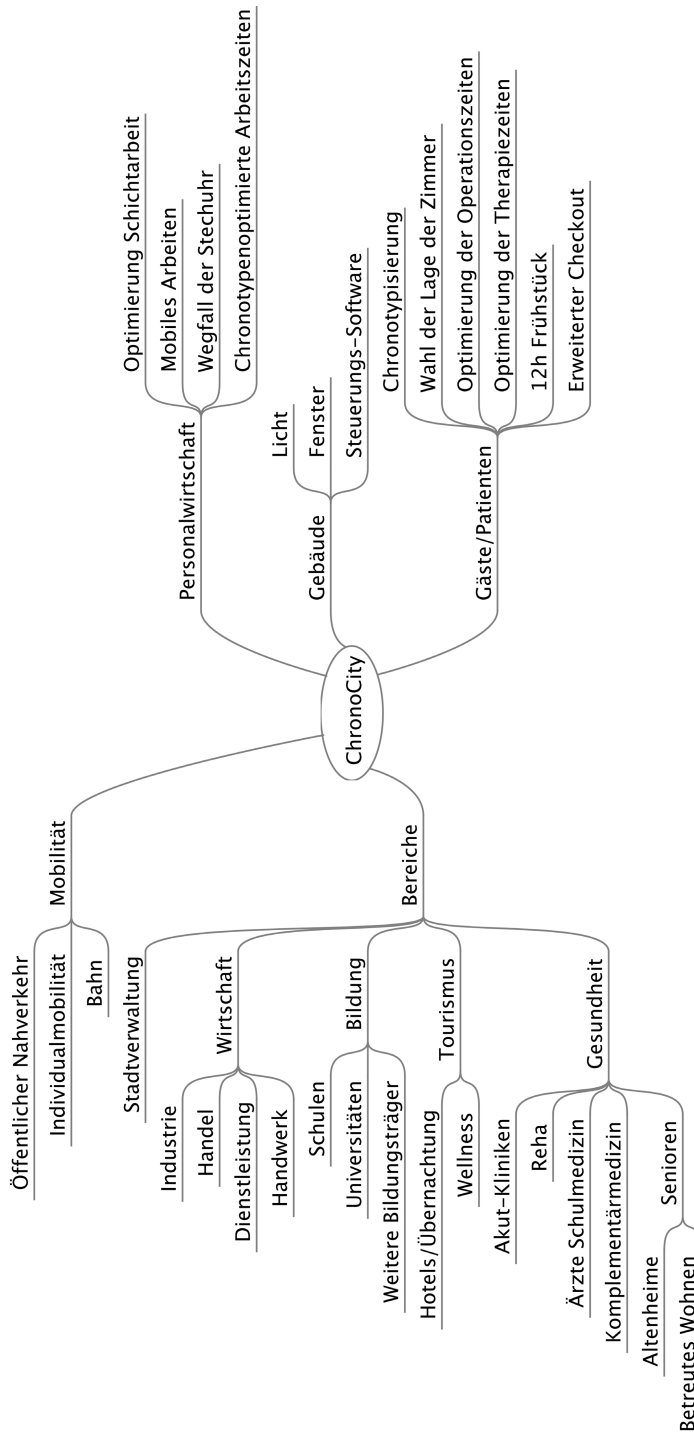 ChronoCity
Mobilität
Öffentlicher Nahverkehr
Individualmobilität
Bahn
Bereiche
Stadtverwaltung
Wirtschaft
Industrie
Handel
Dienstleistung
Handwerk
Bildung
Schulen
Universitäten
Weitere Bildungsträger
Tourismus
Hotels/Übernachtung
Wellness
Gesundheit
Akut-Kliniken
Reha
Ärzte Schulmedizin
Komplementärmedizin
Senioren
Altenheime
Betreutes Wohnen
Personalwirtschaft
Optimierung Schichtarbeit
Mobiles Arbeiten
Wegfall der Stechuhr
Chronotypenoptimierte Arbeitszeiten
Gebäude
Licht
Fenster
Steuerungs-Software
Gäste/Patienten
Chronotypisierung
Wahl der Lage der Zimmer
Optimierung der Operationszeiten
Optimierung der Therapiezeiten
12h Frühstück
Erweiterter Checkout